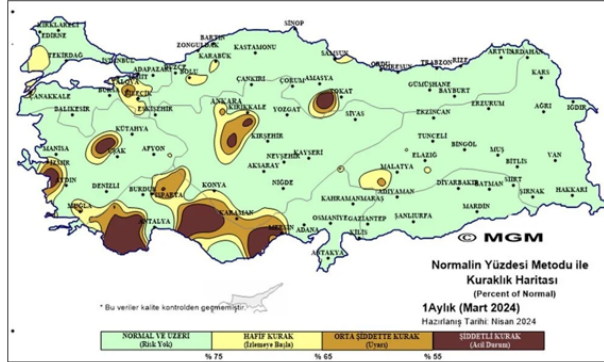 SİNOP
KIRKLARELİ
EDİRNE
BARTIN
ZONGULDAK
KASTAMONU
TEKİRDAĞ
İSTANBUL
KARABÜK
SAMSUN
ORDU
GİRESUN
TRABZON
RİZE
ARTVİN
ARDAHAN
ADAPAZARI
BOLU
ÇANKIRI
ÇORUM
AMASYA
TOKAT
GÜMÜŞHANE
BAYBURT
KARS
ÇANAKKALE
BURSA
BİLECİK
BALIKESİR
ESKİŞEHİR
ANKARA
KIRIKKALE
YOZGAT
SİVAS
ERZİNCAN
ERZURUM
AĞRI
IĞDIR
KÜTAHYA
KIRŞEHİR
TUNCELİ
BİNGÖL
MUŞ
VAN
MANİSA
İZMİR
UŞAK
AFYON
NEVŞEHİR
KAYSERİ
MALATYA
ELAZIĞ
BİTLİS
AYDIN
DENİZLİ
BURDUR
ISPARTA
KONYA
AKSARAY
NİĞDE
KAHRAMANMARAŞ
ADIYAMAN
DİYARBAKIR
BATMAN
SİİRT
ŞIRNAK
HAKKARİ
MUĞLA
ANTALYA
KARAMAN
MERSİN
ADANA
OSMANİYE
GAZİANTEP
KİLİS
ŞANLIURFA
MARDİN
ANTAKYA
© MGM
Normalin Yüzdesi Metodu ile
Kuraklık Haritası
(Percent of Normal)
1Aylık (Mart 2024)
Hazırlanış Tarihi: Nisan 2024
* Bu veriler kalite kontrolden geçmemiştir.
NORMAL VE ÜZERİ
(Risk Yok)
HAFİF KURAK
(İzlemeye Başla)
ORTA ŞİDDETTE KURAK
(Uyarı)
ŞİDDETLİ KURAK
(Acil Durum)
% 75
% 65
% 55